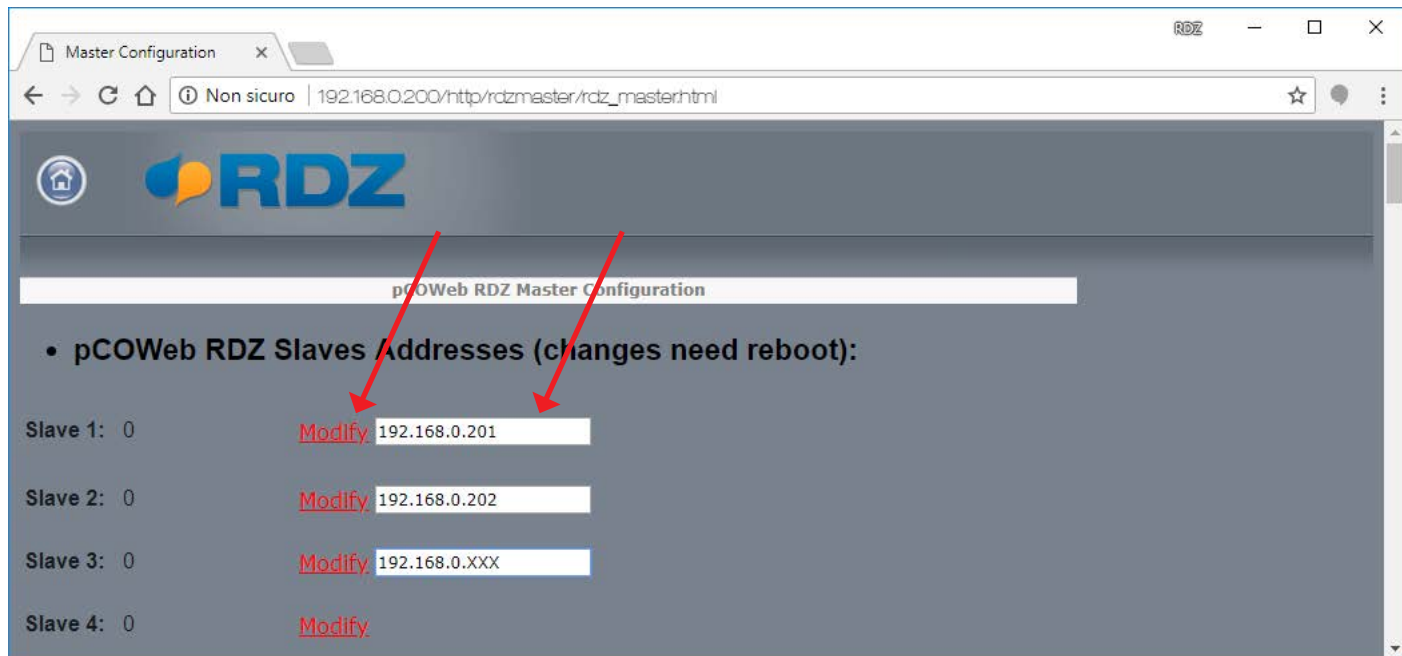 RDZ
Master Configuration
Non sicuro 192.168.0.200/http/rdzmaster/rdz_master.html
RDZ
pCOWeb RDZ Master Configuration
• pCOWeb RDZ Slaves Addresses (changes need reboot):
Slave 1: 0 Modify 192.168.0.201
Slave 2: 0 Modify 192.168.0.202
Slave 3: 0 Modify 192.168.0.XXX
Slave 4: 0 Modify